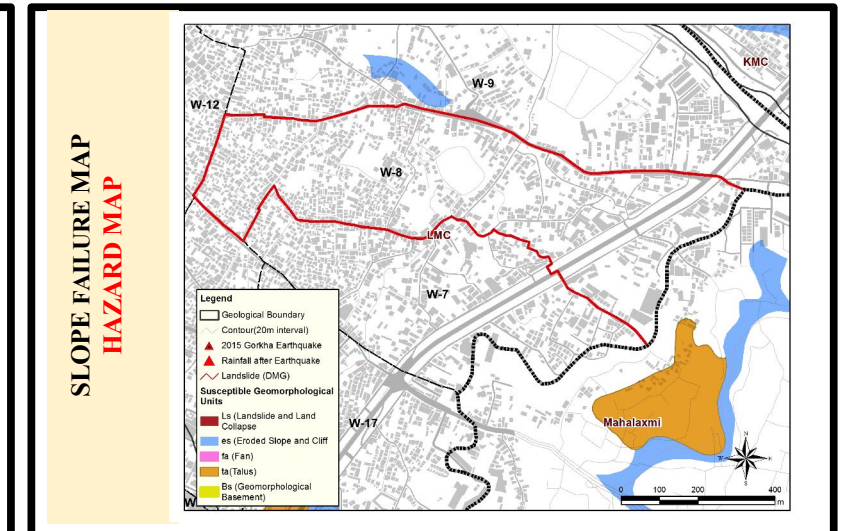 SLOPE FAILURE MAP
HAZARD MAP
KMC
W-9
W-12
W-8
LMC
W-7
W-17
Mahalaxmi
W
Legend
Geological Boundary
Contour(20m interval)
2015 Gorkha Earthquake
Rainfall after Earthquake
Landslide (DMG)
Susceptible Geomorphological
Units
Ls (Landslide and Land
Collapse
es (Eroded Slope and Cliff
fa (Fan)
ta(Talus)
Bs (Geomorphological
Basement)
N
W E
S
0 200 400
m